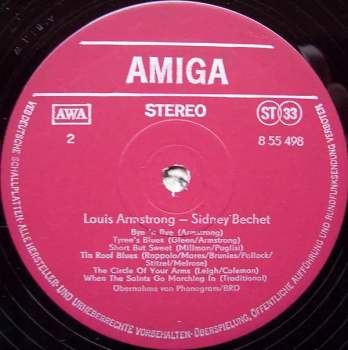 AMIGA
AWA
STEREO
ST 33
2
8 55 498
Louis Armstrong – Sidney Bechet
Bye 'n Bye (Armstrong)
Tyree's Blues (Gleen/Armstrong)
Short But Sweet (Millman/Puglisi)
Tin Roof Blues (Roppolo/Mares/Brunies/Pollack/
Stitzel/Melrose)
The Circle Of Your Arms (Leigh/Coleman)
When The Saints Go Marching In (Traditional)
Übernahme von Phonogram/BRD
VEB DEUTSCHE SCHALLPLATTEN · ALLE HERSTELLER- UND URHEBERRECHTE VORBEHALTEN · ÜBERSPIELUNG, ÖFFENTLICHE AUFFÜHRUNG UND RUNDFUNKSENDUNG VERBOTEN